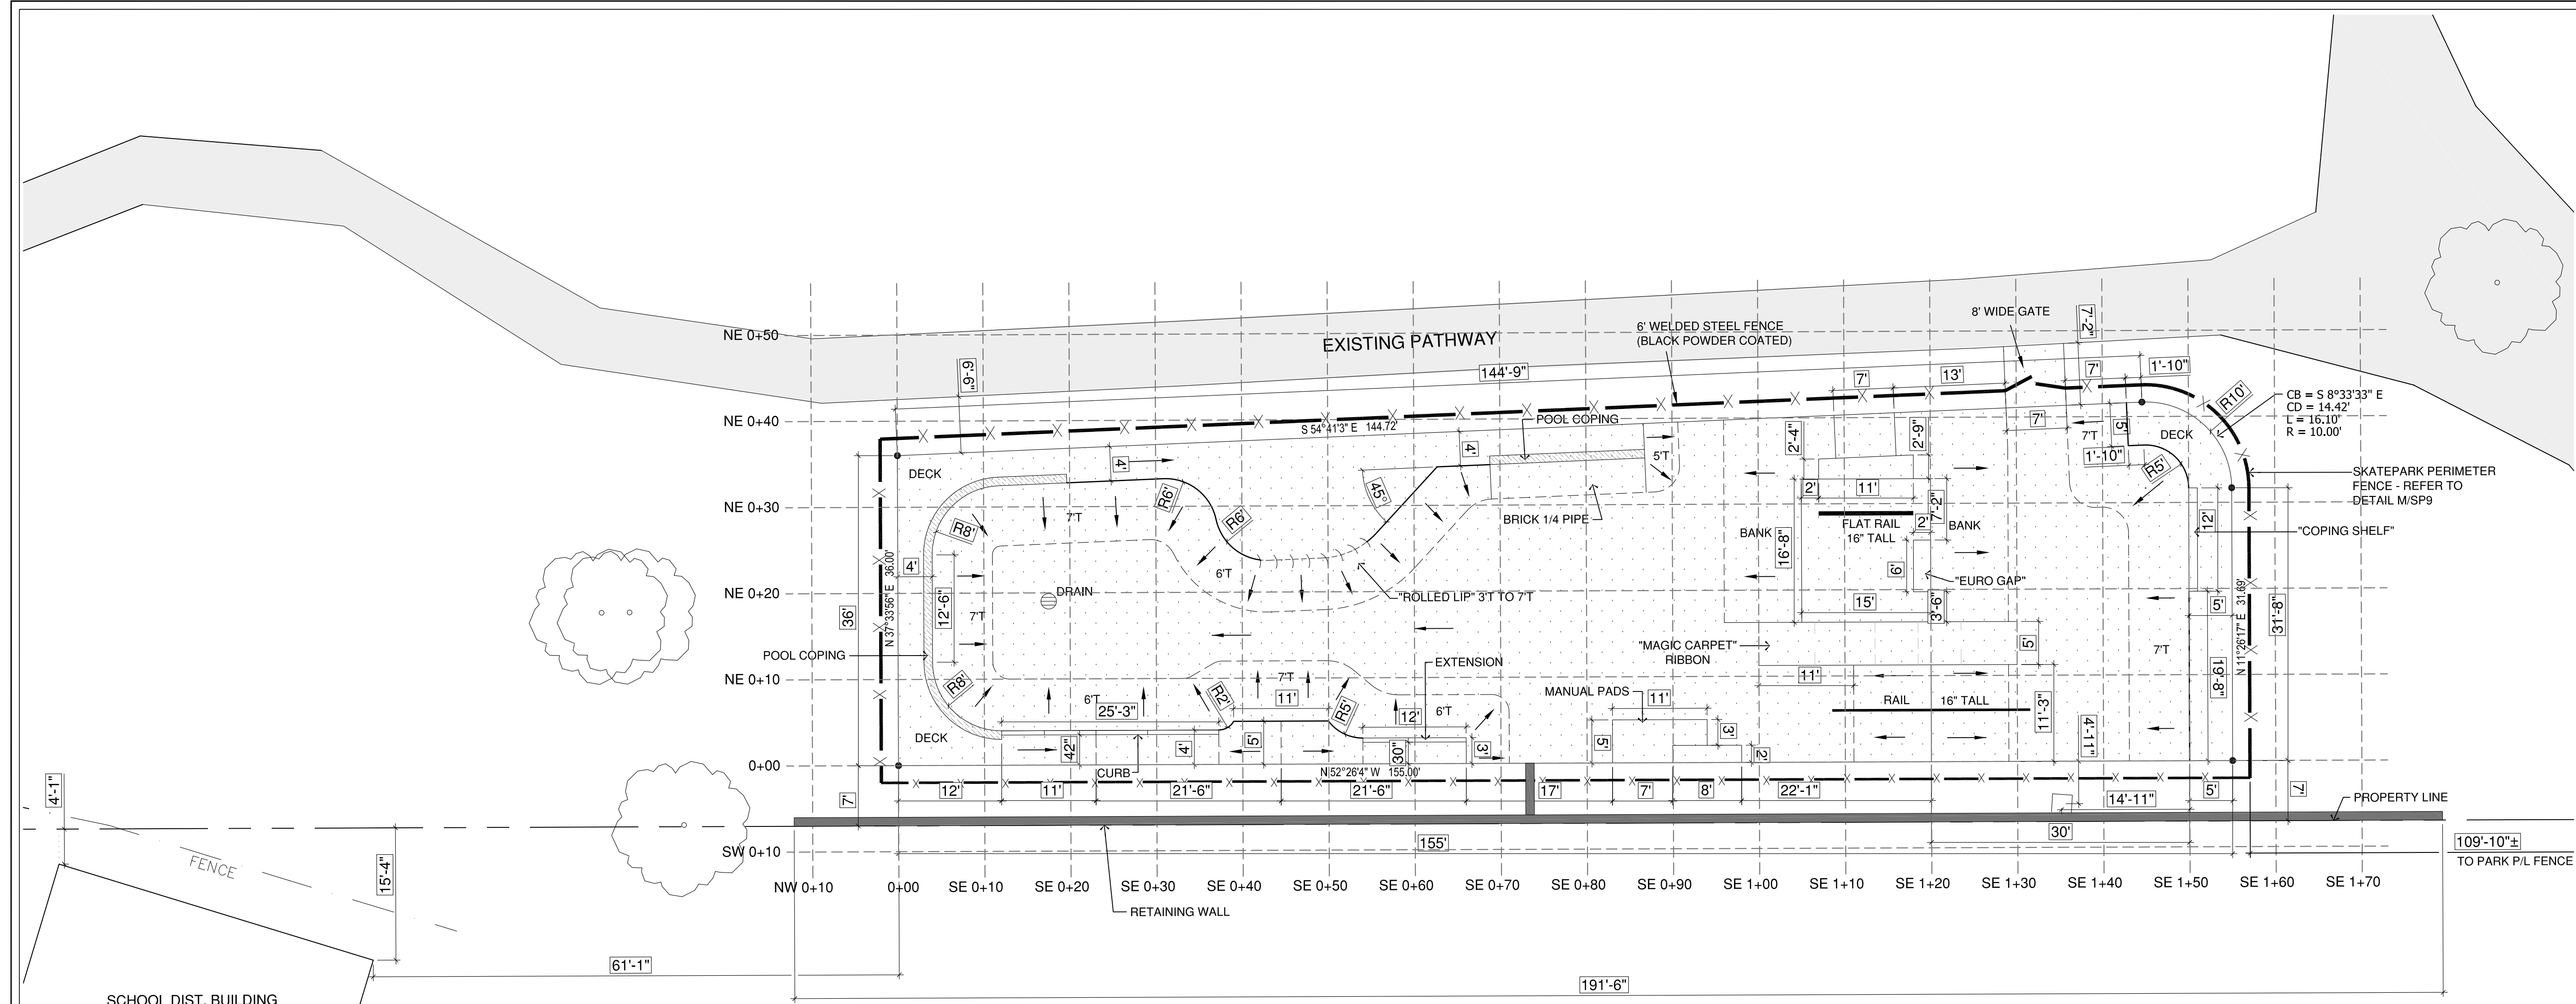 8' WIDE GATE
6' WELDED STEEL FENCE
(BLACK POWDER COATED)
7'-2"
NE 0+50
EXISTING PATHWAY
144'-9"
6'-6"
7'
13'
7'
1'-10"
R10'
CB = S 8°33'33" E
CD = 14.42'
L = 16.10'
R = 10.00'
NE 0+40
S 54°41'3" E 144.72'
POOL COPING
7'
5'
7'T
DECK
4'
4'
2'-4"
2'-9"
5'T
1'-10"
R5'
DECK
SKATEPARK PERIMETER
FENCE - REFER TO
DETAIL M/SP9
R6'
45°
2'
11'
7'-2"
NE 0+30
7'T
R6'
BRICK 1/4 PIPE
FLAT RAIL
16" TALL
2'
BANK
BANK
12'
"COPING SHELF"
R8'
16'-8"
4'
6'T
6'
"EURO GAP"
N 37°33'56" E 36.00'
NE 0+20
DRAIN
"ROLLED LIP" 3'T TO 7'T
15'
3'-6"
5'
36'
12'-6"
7'T
N 11°26'17" E 31.69'
31'-8"
POOL COPING
"MAGIC CARPET"
RIBBON
5'
7'T
EXTENSION
NE 0+10
R8'
7'T
11'
19'-8"
R2'
11'
MANUAL PADS
11'
RAIL 16" TALL
6'T
25'-3"
R5'
12'
6'T
11'-3"
DECK
42"
4'
5'
30"
3'
5'
3'
2'
4'-11"
CURB
0+00
N 52°26'4" W 155.00'
12'
11'
21'-6"
21'-6"
17'
7'
8'
22'-1"
14'-11"
5'
7'
7'
PROPERTY LINE
4'-1"
30'
FENCE
15'-4"
SW 0+10
155'
109'-10"±
TO PARK P/L FENCE
NW 0+10
0+00
SE 0+10
SE 0+20
SE 0+30
SE 0+40
SE 0+50
SE 0+60
SE 0+70
SE 0+80
SE 0+90
SE 1+00
SE 1+10
SE 1+20
SE 1+30
SE 1+40
SE 1+50
SE 1+60
SE 1+70
RETAINING WALL
61'-1"
191'-6"
SCHOOL DIST. BUILDING